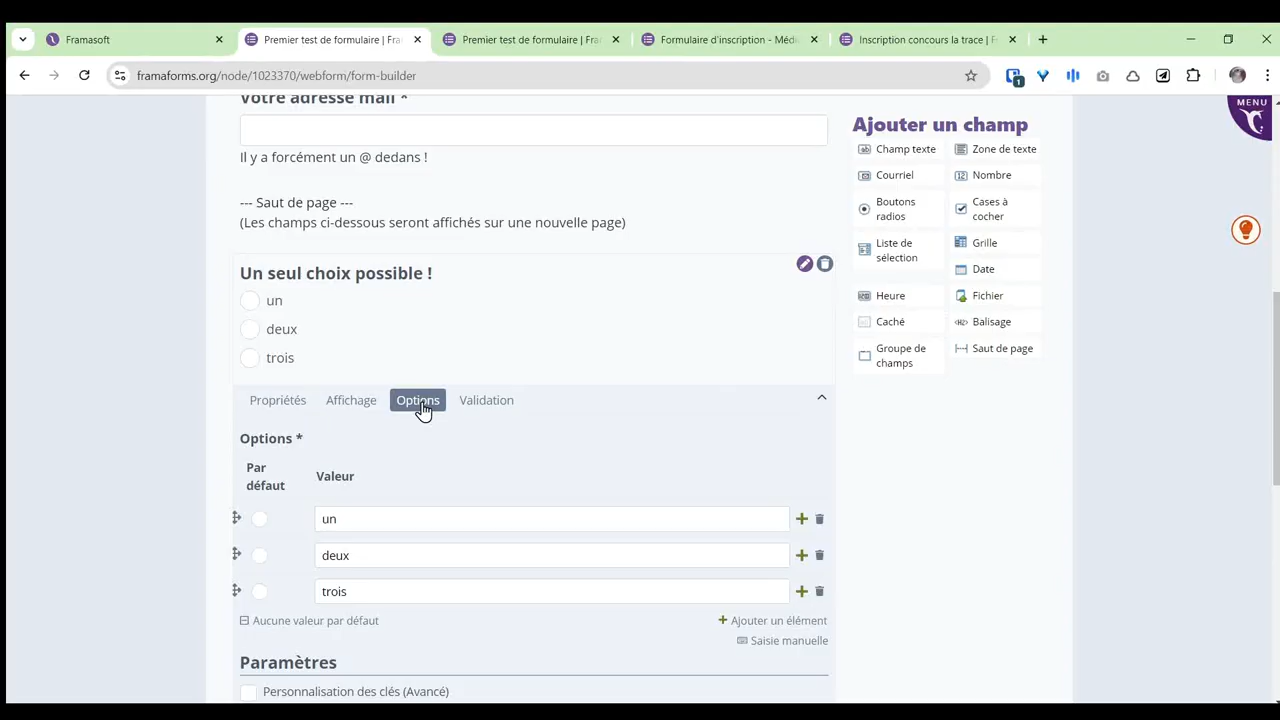 Framasoft
Premier test de formulaire | Fra
Premier test de formulaire | Fra
Formulaire d'inscription - Médi
Inscription concours la trace | F
framaforms.org/node/1023370/webform/form-builder
1
MENU
Votre adresse mail *
Il y a forcément un @ dedans !
--- Saut de page ---
(Les champs ci-dessous seront affichés sur une nouvelle page)
Un seul choix possible !
un
deux
trois
Propriétés
Affichage
Options
Validation
Options *
Par défaut
Valeur
un
deux
trois
Aucune valeur par défaut
Ajouter un élément
Saisie manuelle
Paramètres
Personnalisation des clés (Avancé)
Ajouter un champ
Champ texte
Zone de texte
Courriel
Nombre
Boutons radios
Cases à cocher
Liste de sélection
Grille
Date
Heure
Fichier
Caché
Balisage
Groupe de champs
Saut de page